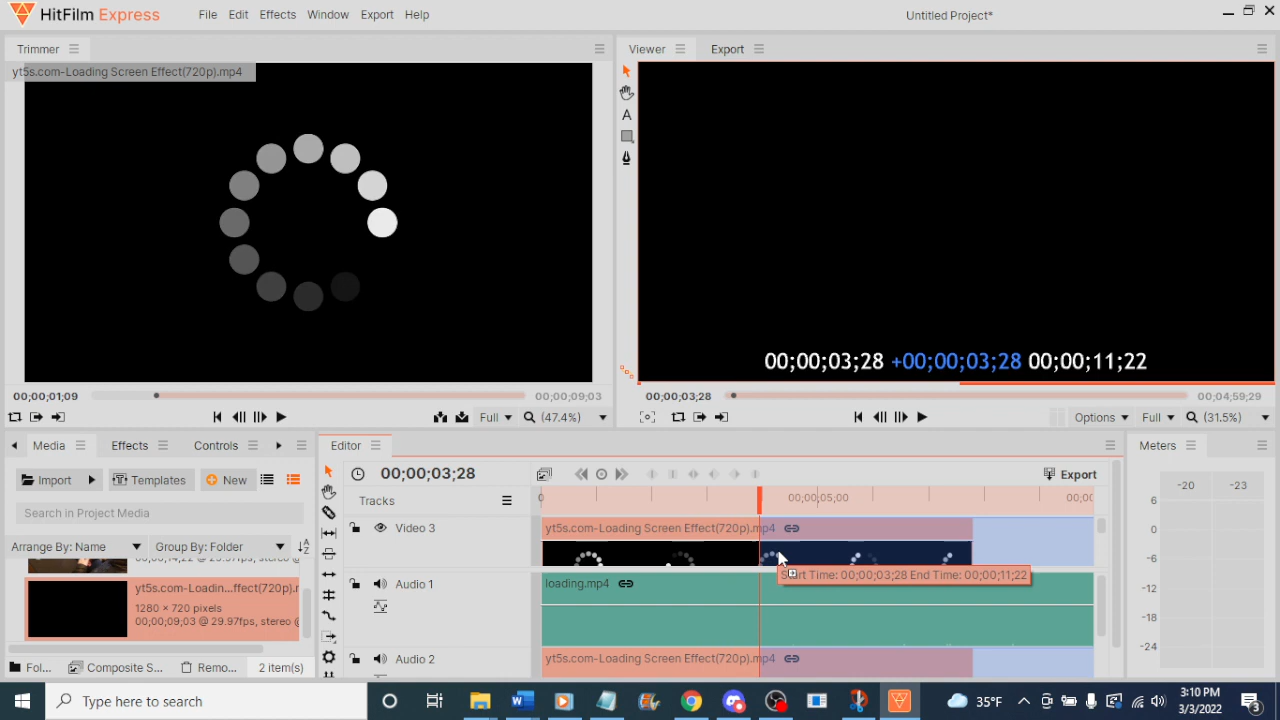 HitFilm Express
File Edit Effects Window Export Help
Untitled Project*
Trimmer
yt5s.com-Loading Screen Effect(720p).mp4
Viewer
Export
00;00;03;28 +00;00;03;28 00;00;11;22
00;00;01;09
00;00;09;03
Full
(47.4%)
00;00;03;28
00;04;59;29
Options
Full
(31.5%)
Media
Effects
Controls
Import
Templates
New
Search in Project Media
Arrange By: Name
Group By: Folder
yt5s.com-Loadin...ffect(720p).r
1280 × 720 pixels
00;00;09;03 @ 29.97fps, stereo @
Fol...
Composite S...
Remo...
2 item(s)
Editor
00;00;03;28
Export
Tracks
0
00;00;05;00
00;00;
Video 3
yt5s.com-Loading Screen Effect(720p).mp4
Start Time: 00;00;03;28 End Time: 00;00;11;22
Audio 1
loading.mp4
Audio 2
yt5s.com-Loading Screen Effect(720p).mp4
Meters
-20
-23
6
0
-6
-12
-18
-24
Type here to search
35°F
3:10 PM
3/3/2022
3